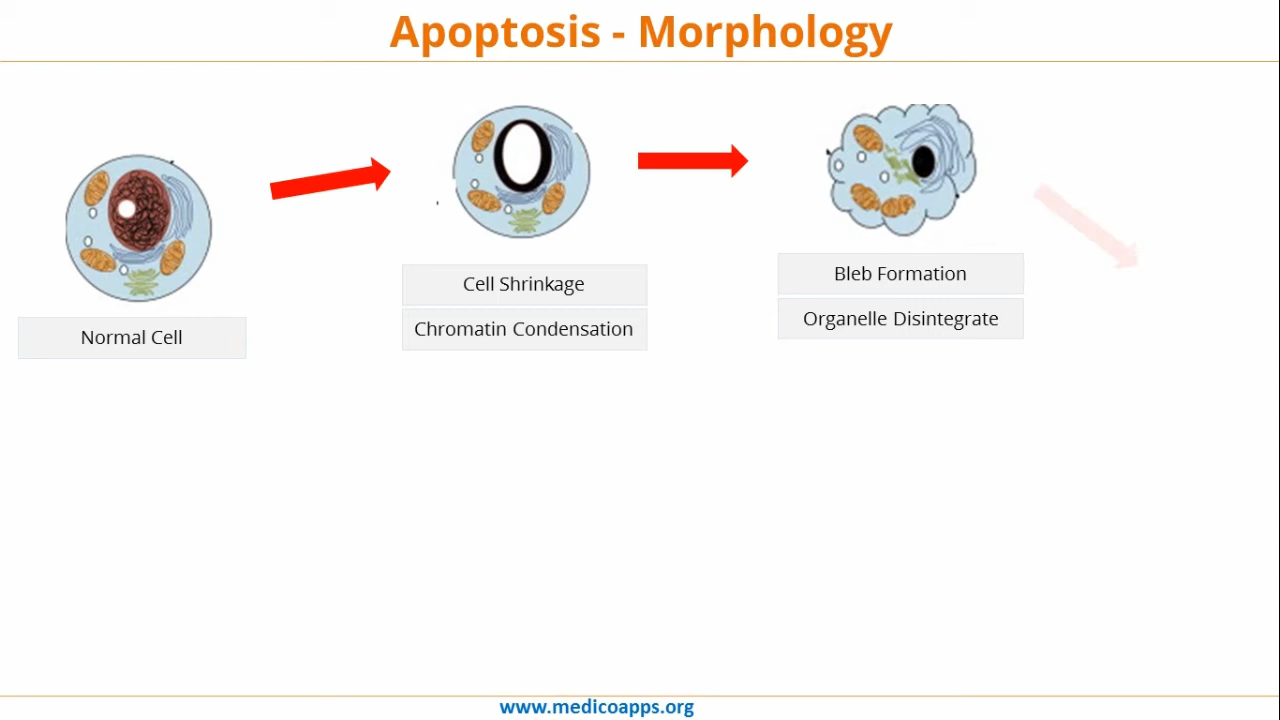 Apoptosis - Morphology
Normal Cell
Cell Shrinkage
Chromatin Condensation
Bleb Formation
Organelle Disintegrate
www.medicoapps.org